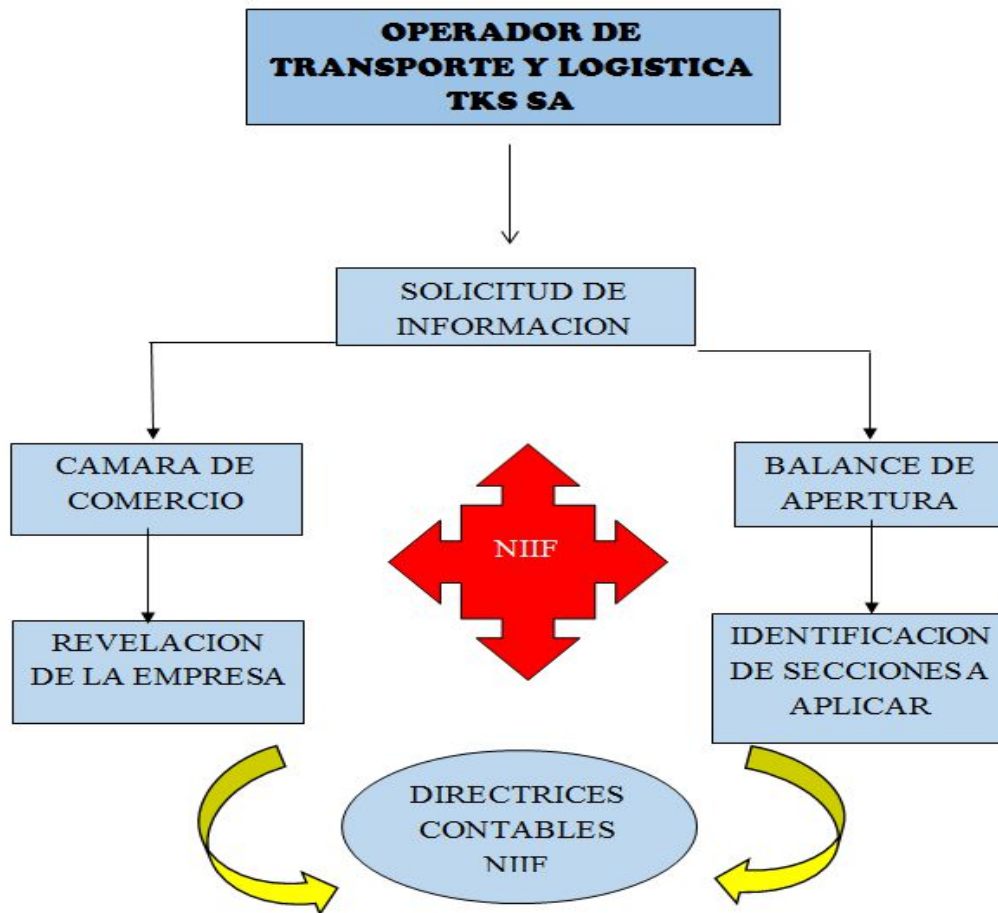 OPERADOR DE
TRANSPORTE Y LOGISTICA
TKS SA
SOLICITUD DE
INFORMACION
CAMARA DE
COMERCIO
NIIF
BALANCE DE
APERTURA
REVELACION
DE LA EMPRESA
IDENTIFICACION
DE SECCIONES A
APLICAR
DIRECTRICES
CONTABLES
NIIF